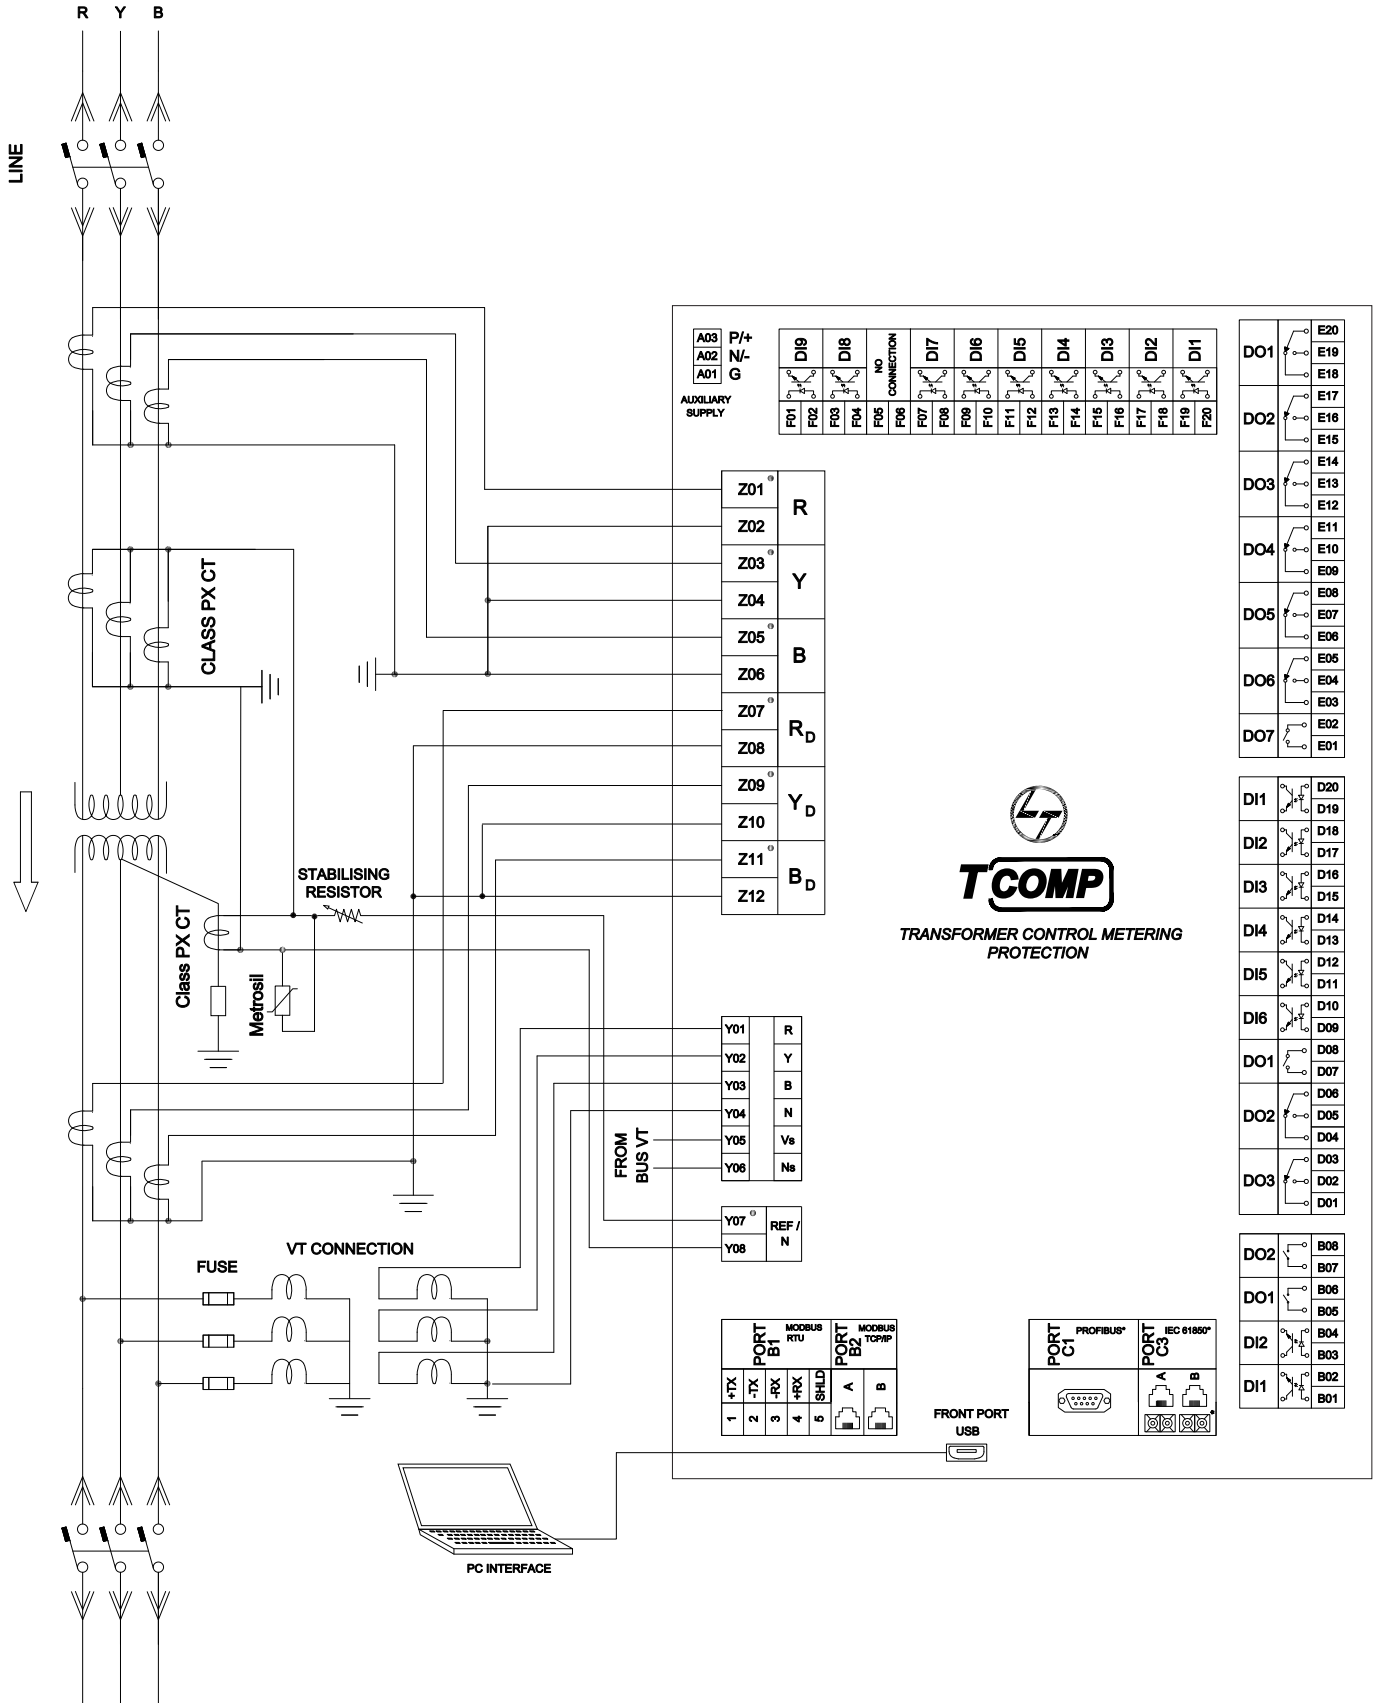 R Y B
LINE
A03 P/+
A02 N/-
A01 G
AUXILIARY
SUPPLY
DI9 DI8 NO CONNECTION DI7 DI6 DI5 DI4 DI3 DI2 DI1
F01 F02 F03 F04 F05 F06 F07 F08 F09 F10 F11 F12 F13 F14 F15 F16 F17 F18 F19 F20
DO1 E20
E19
E18
DO2 E17
E16
E15
DO3 E14
E13
E12
DO4 E11
E10
E09
DO5 E08
E07
E06
DO6 E05
E04
E03
DO7 E02
E01
Z01 R
Z02
Z03 Y
Z04
Z05 B
Z06
Z07 RD
Z08
Z09 YD
Z10
Z11 BD
Z12
CLASS PX CT
STABILISING
RESISTOR
Class PX CT
Metrosil
LT
TCOMP
TRANSFORMER CONTROL METERING
PROTECTION
DI1 D20
D19
DI2 D18
D17
DI3 D16
D15
DI4 D14
D13
DI5 D12
D11
DI6 D10
D09
DO1 D08
D07
DO2 D06
D05
D04
DO3 D03
D02
D01
Y01 R
Y02 Y
Y03 B
Y04 N
Y05 Vs
Y06 Ns
FROM
BUS VT
Y07 REF /
Y08 N
VT CONNECTION
FUSE
DO2 B08
B07
DO1 B06
B05
DI2 B04
B03
DI1 B02
B01
PORT B1 MODBUS RTU
PORT B2 MODBUS TCP/IP
+TX -TX -RX +RX SHLD A B
1 2 3 4 5
PORT C1 PROFIBUS*
PORT C3 IEC 61850*
A B
FRONT PORT
USB
PC INTERFACE